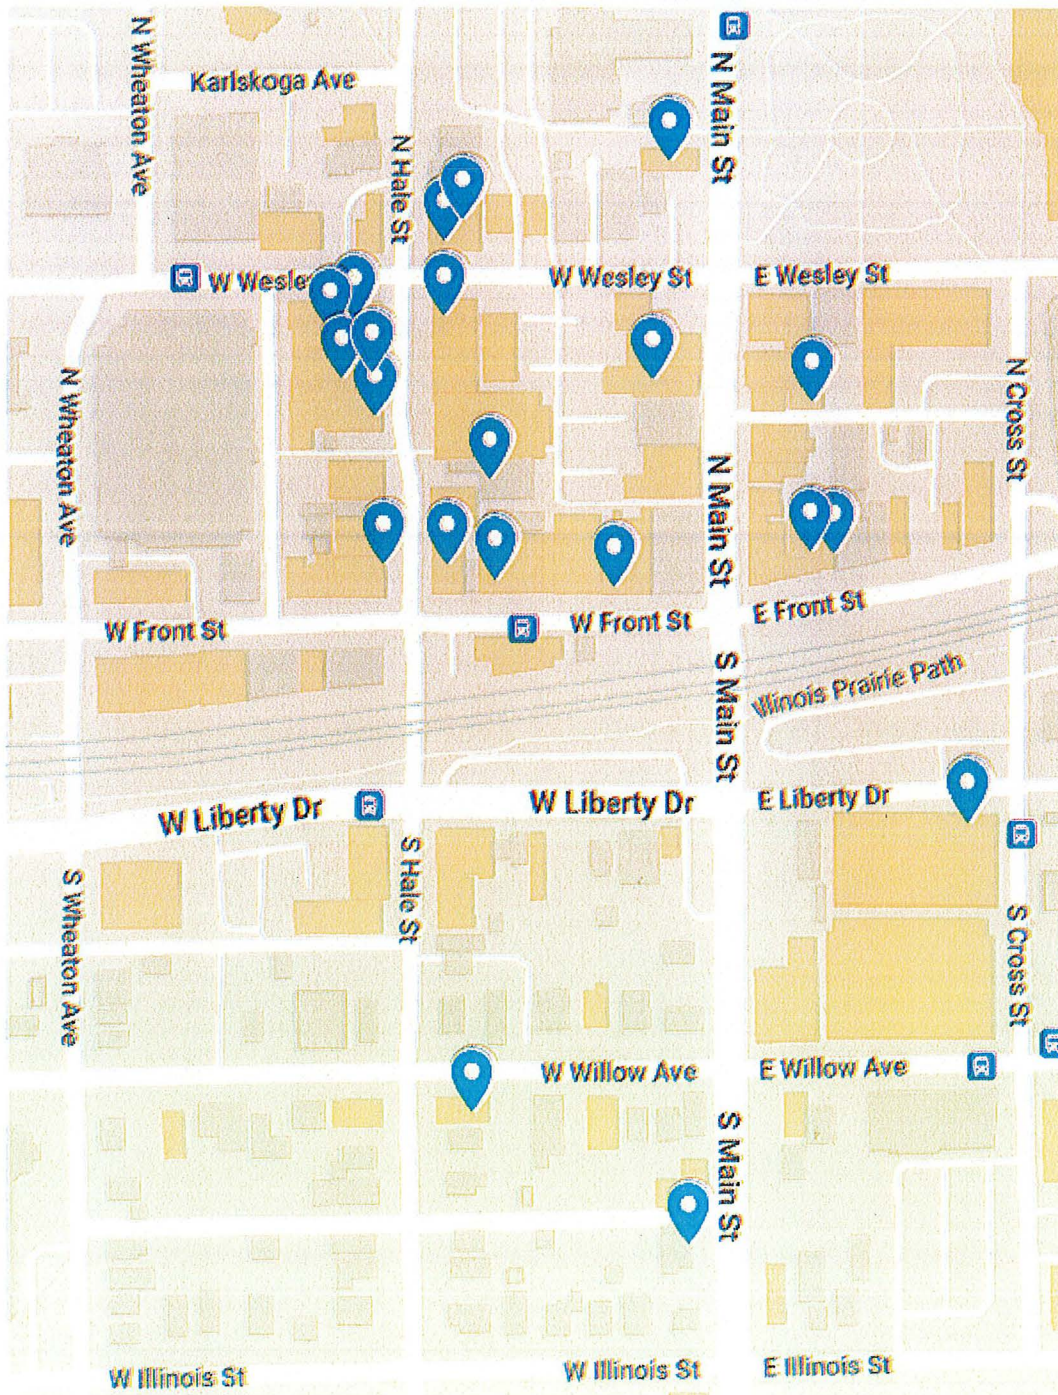 N Wheaton Ave
Karlskoga Ave
N Hale St
N Main St
W Wesle
W Wesley St
E Wesley St
N Wheaton Ave
N Cross St
N Main St
W Front St
W Front St
E Front St
S Main St
Illinois Prairie Path
W Liberty Dr
W Liberty Dr
E Liberty Dr
S Wheaton Ave
S Hale St
S Cross St
W Willow Ave
E Willow Ave
S Main St
W Illinois St
W Illinois St
E Illinois St